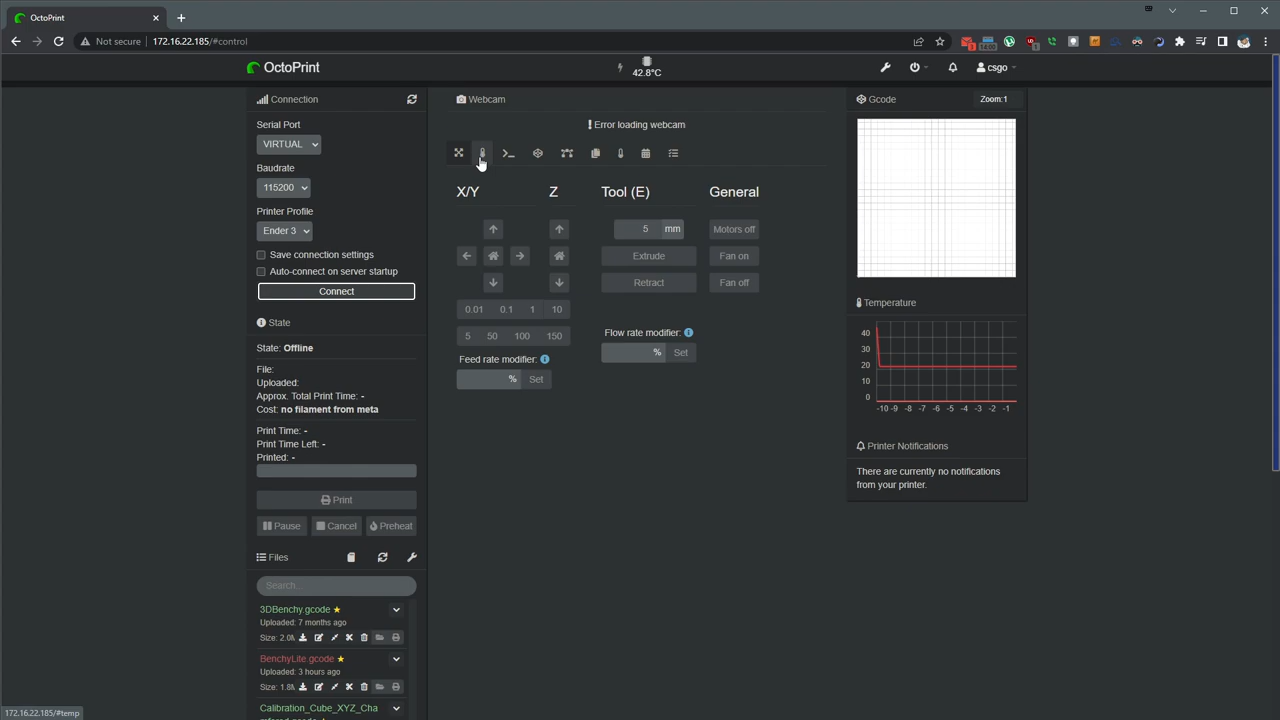 OctoPrint
Not secure
172.16.22.185/#control
OctoPrint
42.8°C
csgo
Connection
Serial Port
VIRTUAL
Baudrate
115200
Printer Profile
Ender 3
Save connection settings
Auto-connect on server startup
Connect
State
State: Offline
File:
Uploaded:
Approx. Total Print Time: -
Cost: no filament from meta
Print Time: -
Print Time Left: -
Printed: -
Print
Pause
Cancel
Preheat
Files
Search...
3DBenchy.gcode
Uploaded: 7 months ago
Size: 2.0M
BenchyLite.gcode
Uploaded: 3 hours ago
Size: 1.8M
Calibration_Cube_XYZ_Cha
172.16.22.185/#temp
Webcam
Error loading webcam
X/Y
Z
Tool (E)
General
5 mm
Motors off
Extrude
Fan on
Retract
Fan off
0.01 0.1 1 10
5 50 100 150
Feed rate modifier:
% Set
Flow rate modifier:
% Set
Gcode
Zoom:1
Temperature
40
30
20
10
0
-10 -9 -8 -7 -6 -5 -4 -3 -2 -1
Printer Notifications
There are currently no notifications
from your printer.